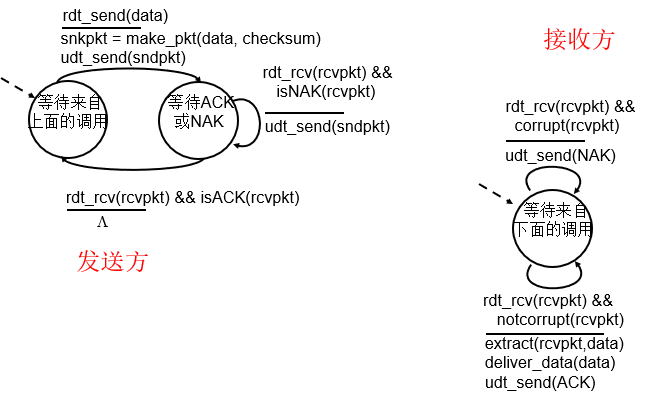 rdt_send(data)
snkpkt = make_pkt(data, checksum)
udt_send(sndpkt)
等待来自
上面的调用
等待ACK
或NAK
rdt_rcv(rcvpkt) &&
isNAK(rcvpkt)
udt_send(sndpkt)
rdt_rcv(rcvpkt) && isACK(rcvpkt)
Λ
发送方
接收方
rdt_rcv(rcvpkt) &&
corrupt(rcvpkt)
udt_send(NAK)
等待来自
下面的调用
rdt_rcv(rcvpkt) &&
notcorrupt(rcvpkt)
extract(rcvpkt,data)
deliver_data(data)
udt_send(ACK)